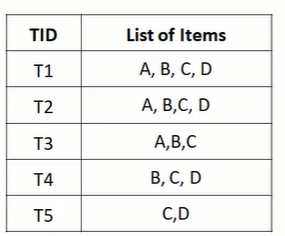 TID List of Items
T1 A, B, C, D
T2 A, B,C, D
T3 A,B,C
T4 B, C, D
T5 C,D